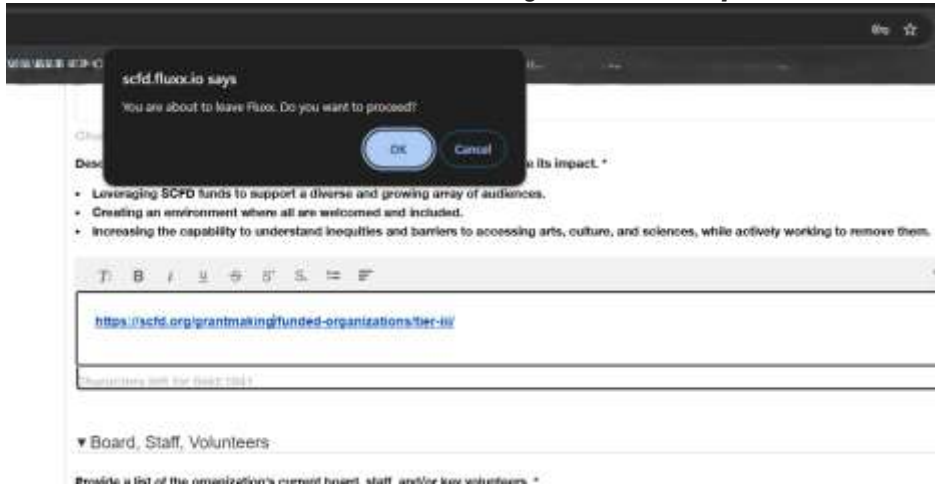 scfd.fluxx.io says
You are about to leave Fluxx. Do you want to proceed?
OK
Cancel
its impact. *
• Leveraging SCFD funds to support a diverse and growing array of audiences.
• Creating an environment where all are welcomed and included.
• Increasing the capability to understand inequities and barriers to accessing arts, culture, and sciences, while actively working to remove them.
B I U S
https://scfd.org/grantmaking/funded-organizations/tier-iii/
Characters left for field:
▾ Board, Staff, Volunteers
Provide a list of the organization's current board, staff, and/or key volunteers. *